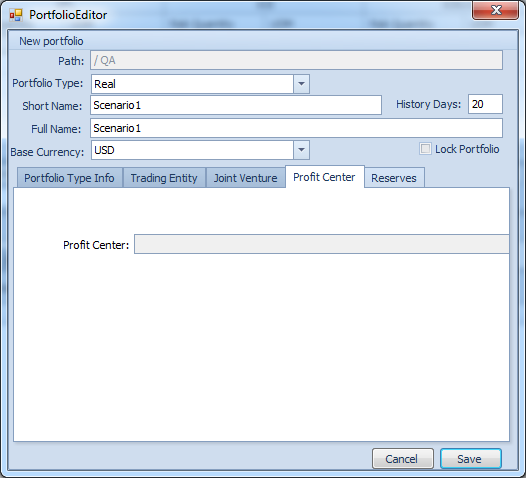 PortfolioEditor
New portfolio
Path: / QA
Portfolio Type: Real
Short Name: Scenario1 History Days: 20
Full Name: Scenario1
Base Currency: USD Lock Portfolio
Portfolio Type Info Trading Entity Joint Venture Profit Center Reserves
Profit Center:
Cancel Save